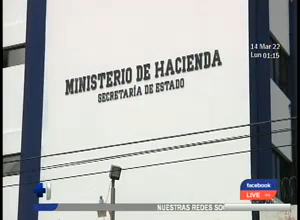 14 Mar 22
Lun 01:15
MINISTERIO DE HACIENDA
SECRETARÍA DE ESTADO
facebook
LIVE
NUESTRAS REDES SO